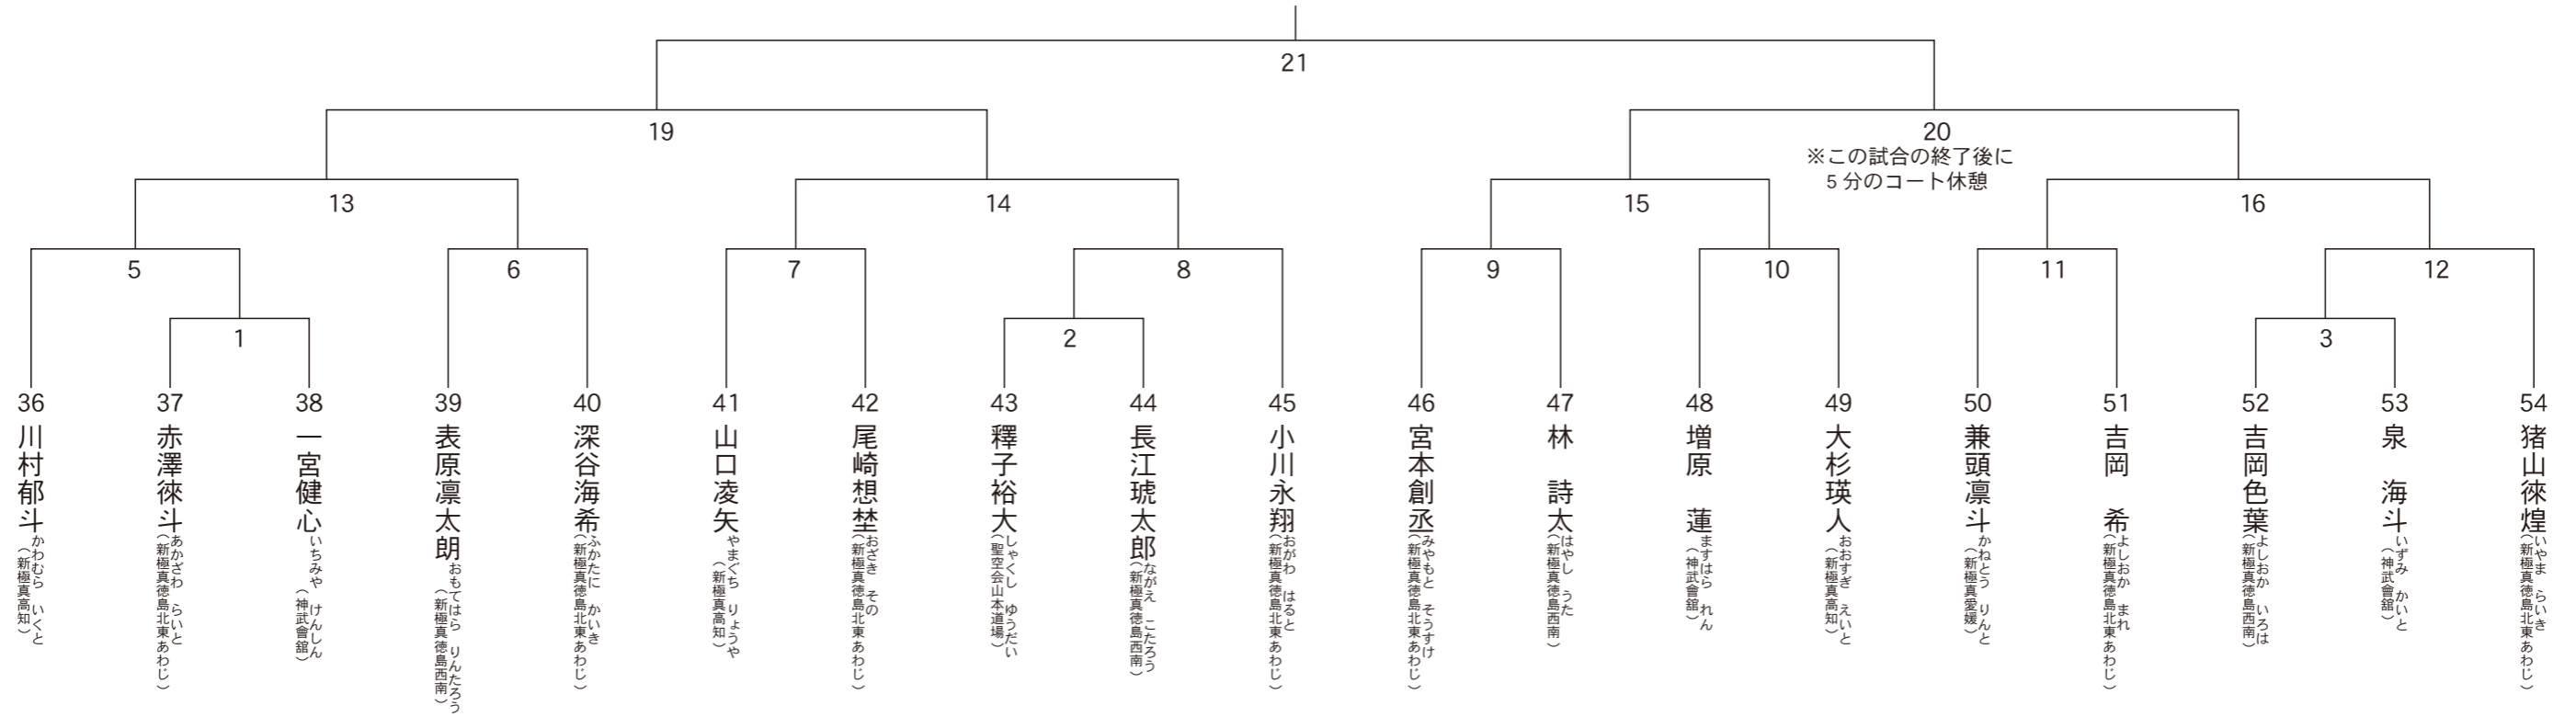 21
19
20
※この試合の終了後に
5 分のコート休憩
13
14
15
16
5
6
7
8
9
10
11
12
1
2
3
36
川村郁斗
かわむら いくと
（新極真高知）
37
赤澤徠斗
あかざわ らいと
（新極真徳島北東あわじ）
38
一宮健心
いちみや けんしん
（神武會舘）
39
表原凛太朗
おもてはら りんたろう
（新極真徳島西南）
40
深谷海希
ふかたに かいき
（新極真徳島北東あわじ）
41
山口凌矢
やまぐち りょうや
（新極真高知）
42
尾崎想埜
おざき その
（新極真徳島北東あわじ）
43
釋子裕大
しゃくし ゆうだい
（聖空会山本道場）
44
長江琥太郎
ながえ こたろう
（新極真徳島西南）
45
小川永翔
おがわ はると
（新極真徳島北東あわじ）
46
宮本創丞
みやもと そうすけ
（新極真徳島北東あわじ）
47
林 詩太
はやし うた
（新極真徳島西南）
48
増原 蓮
ますはら れん
（神武會舘）
49
大杉瑛人
おおすぎ えいと
（新極真高知）
50
兼頭凛斗
かねとう りんと
（新極真愛媛）
51
吉岡 希
よしおか まれ
（新極真徳島北東あわじ）
52
吉岡色葉
よしおか いろは
（新極真徳島西南）
53
泉 海斗
いずみ かいと
（神武會舘）
54
猪山徠煌
いやま らいき
（新極真徳島北東あわじ）